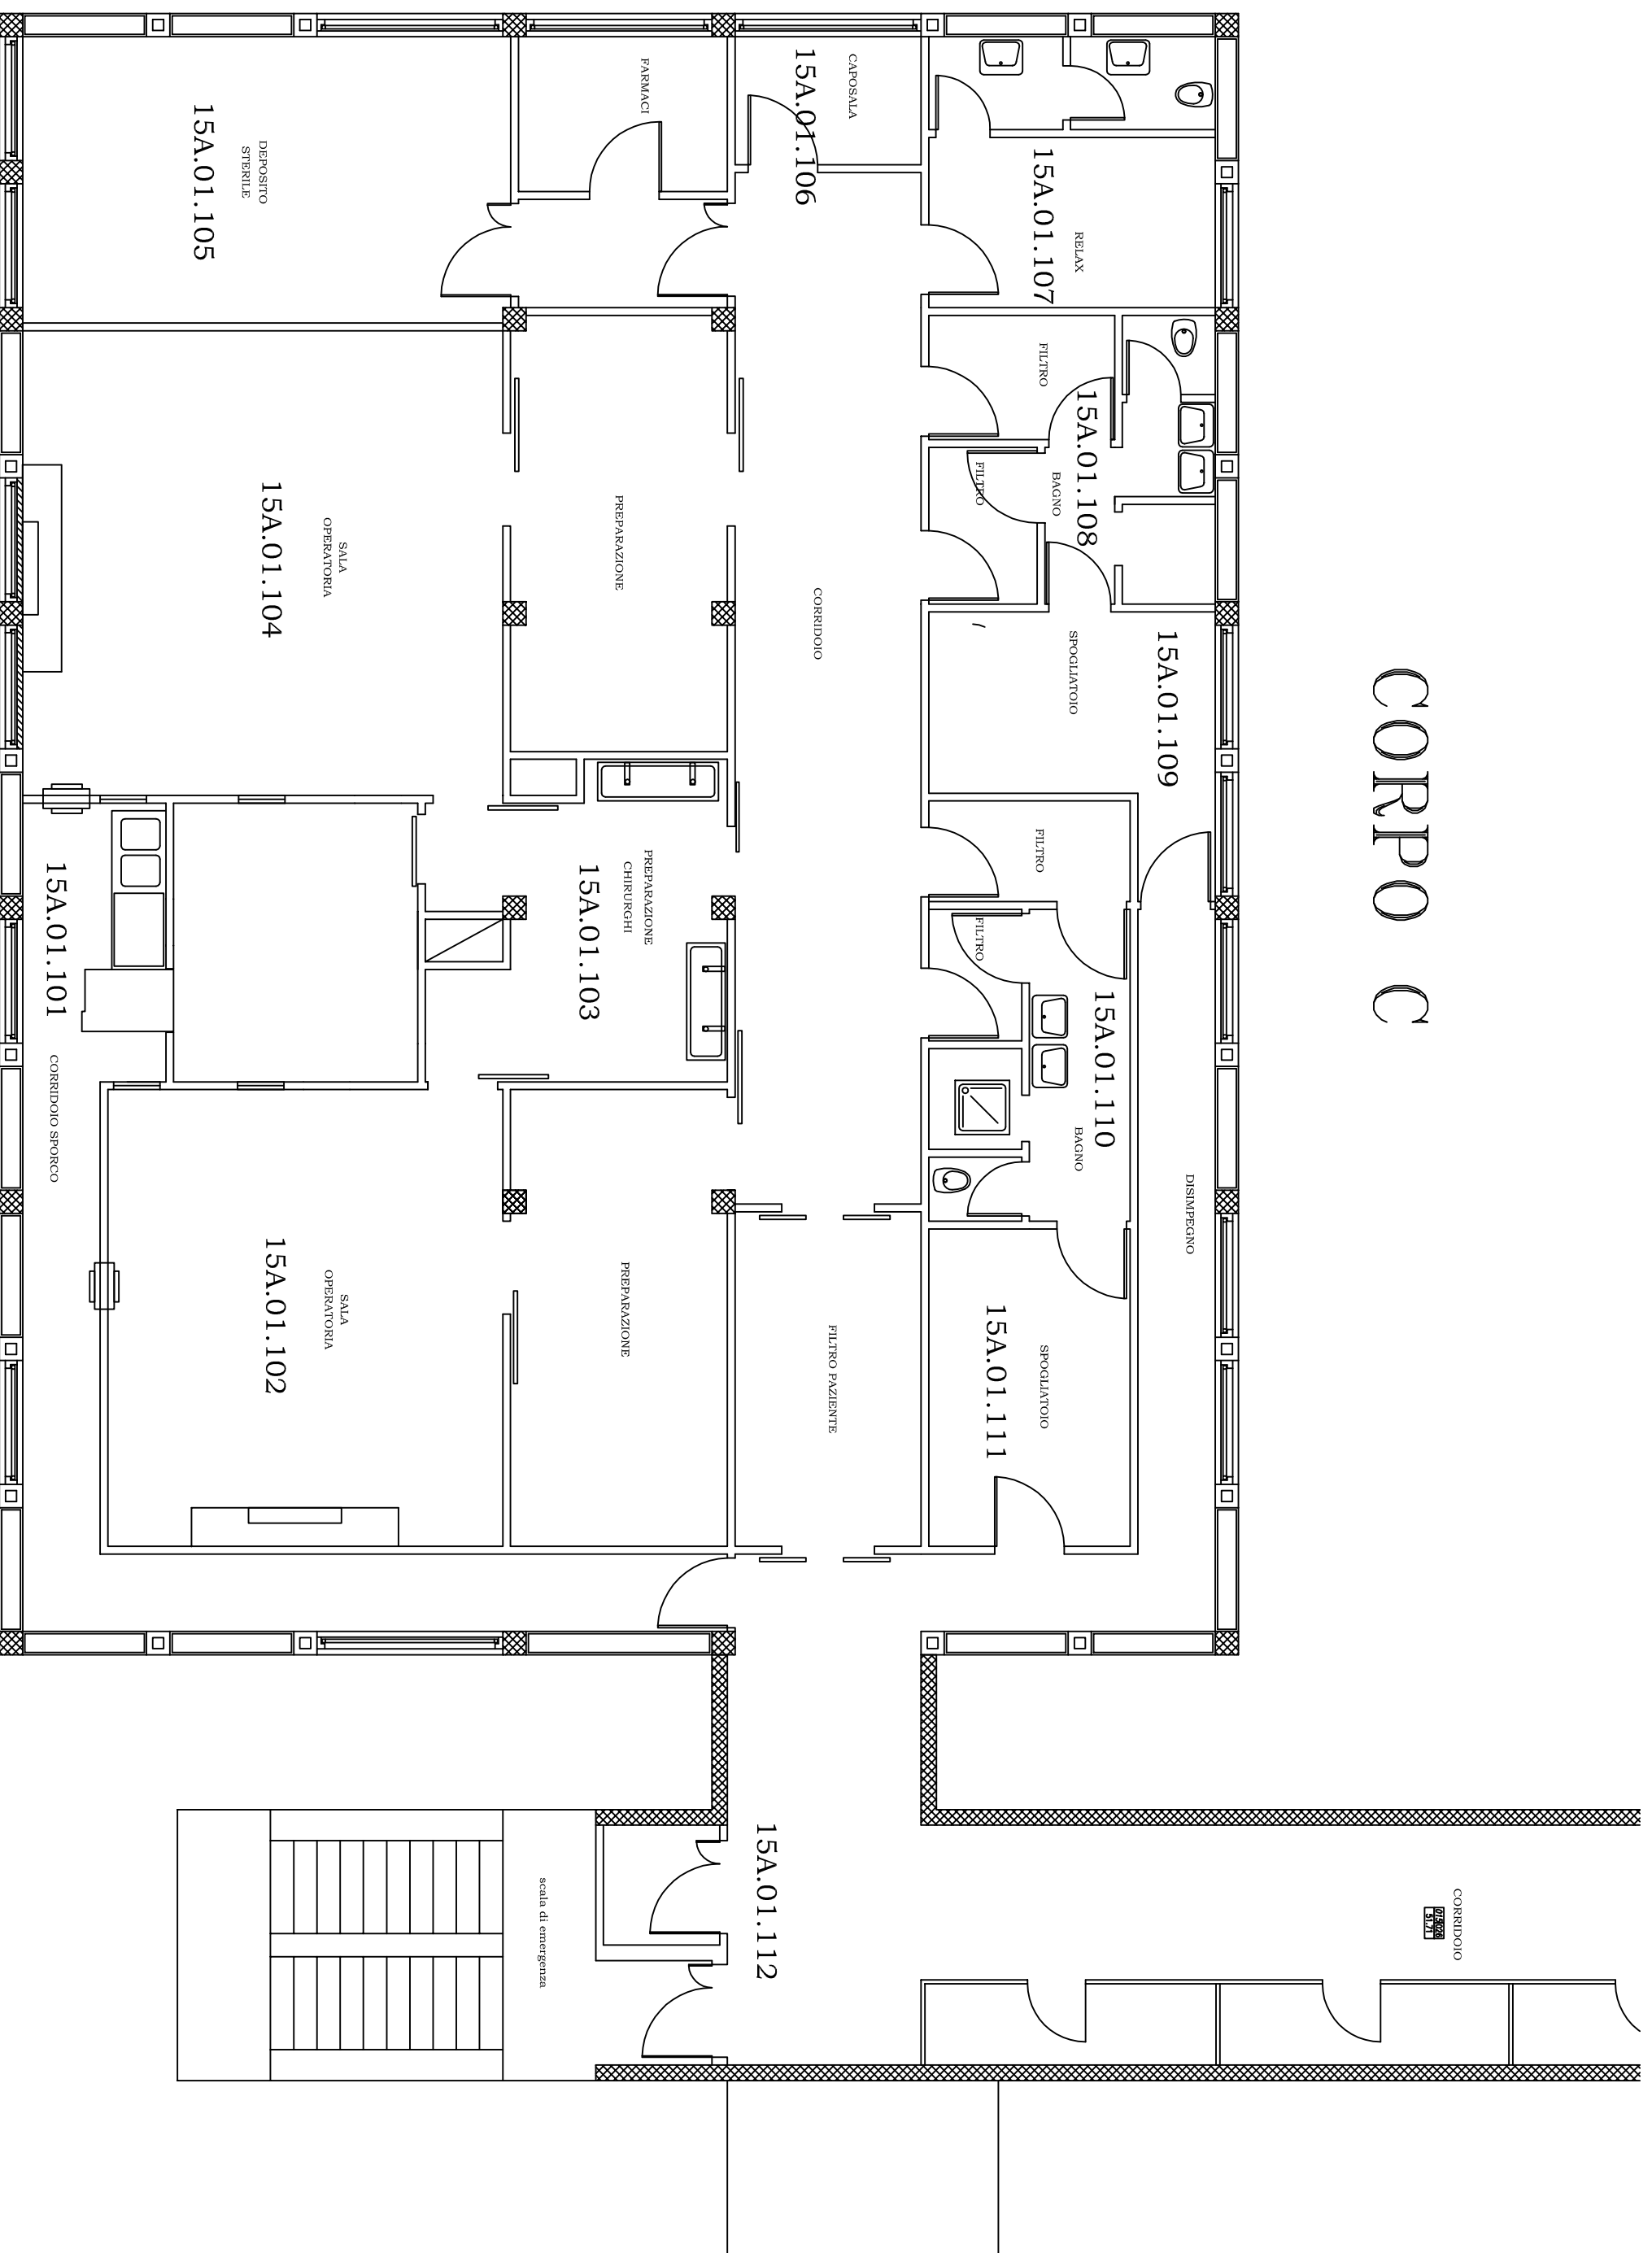 CORPO C
CAPOSALA
15A.01.106
FARMACI
DEPOSITO
STERILE
15A.01.105
RELAX
15A.01.107
FILTRO
15A.01.108
BAGNO
FILTRO
15A.01.109
SPOGLIATOIO
CORRIDOIO
PREPARAZIONE
SALA
OPERATORIA
15A.01.104
FILTRO
FILTRO
15A.01.110
BAGNO
DISIMPEGNO
PREPARAZIONE
CHIRURGHI
15A.01.103
15A.01.101
CORRIDOIO SPORCO
SPOGLIATOIO
15A.01.111
FILTRO PAZIENTE
PREPARAZIONE
SALA
OPERATORIA
15A.01.102
15A.01.112
scala di emergenza
CORRIDOIO